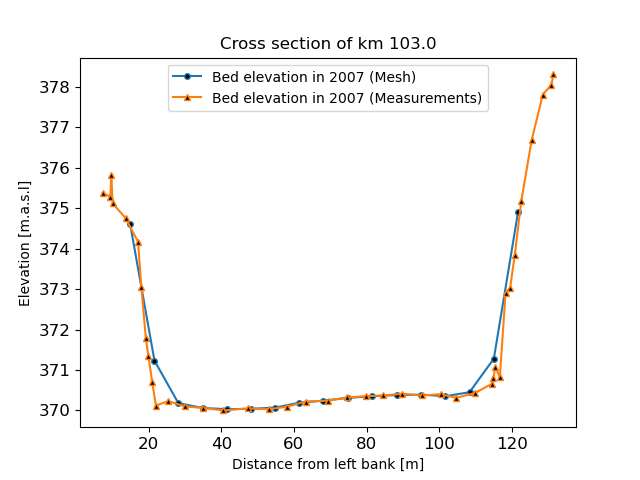 Cross section of km 103.0
Bed elevation in 2007 (Mesh)
Bed elevation in 2007 (Measurements)
378
377
376
375
374
373
372
371
370
Elevation [m.a.s.l]
20 40 60 80 100 120
Distance from left bank [m]